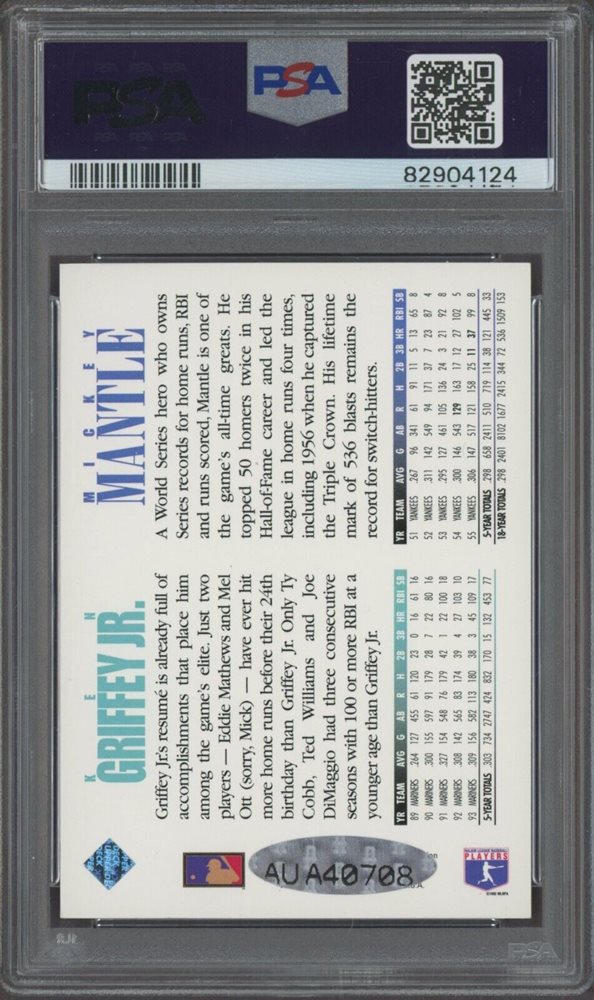 PSA
PSA
82904124
MICKEY
MANTLE
A World Series hero who owns
Series records for home runs, RBI
and runs scored, Mantle is one of
the game's all-time greats. He
topped 50 homers twice in his
Hall-of-Fame career and led the
league in home runs four times,
including 1956 when he captured
the Triple Crown. His lifetime
mark of 536 blasts remains the
record for switch-hitters.
YR TEAM AVG G AB R H 2B 3B HR RBI SB
51 YANKEES .267 96 341 61 91 11 5 13 65 8
52 YANKEES .311 142 549 94 171 37 7 23 87 4
53 YANKEES .295 127 461 105 136 24 3 21 92 8
54 YANKEES .300 146 543 129 163 17 12 27 102 5
55 YANKEES .306 147 517 121 158 25 11 37 99 8
5-YEAR TOTALS .298 658 2411 510 719 114 38 121 445 33
18-YEAR TOTALS .298 2401 8102 1677 2415 344 72 536 1509 153
KEN
GRIFFEY JR.
Griffey Jr.'s resumé is already full of
accomplishments that place him
among the game's elite. Just two
players — Eddie Mathews and Mel
Ott (sorry, Mick) — have ever hit
more home runs before their 24th
birthday than Griffey Jr. Only Ty
Cobb, Ted Williams and Joe
DiMaggio had three consecutive
seasons with 100 or more RBI at a
younger age than Griffey Jr.
YR TEAM AVG G AB R H 2B 3B HR RBI SB
89 MARINERS .264 127 455 61 120 23 0 16 61 16
90 MARINERS .300 155 597 91 179 28 7 22 80 16
91 MARINERS .327 154 548 76 179 42 1 22 100 18
92 MARINERS .308 142 565 83 174 39 4 27 103 10
93 MARINERS .309 156 582 113 180 38 3 45 109 17
5-YEAR TOTALS .303 734 2747 424 832 170 15 132 453 77
UPPER DECK
AUA40708
MAJOR LEAGUE BASEBALL
PLAYERS
PSA